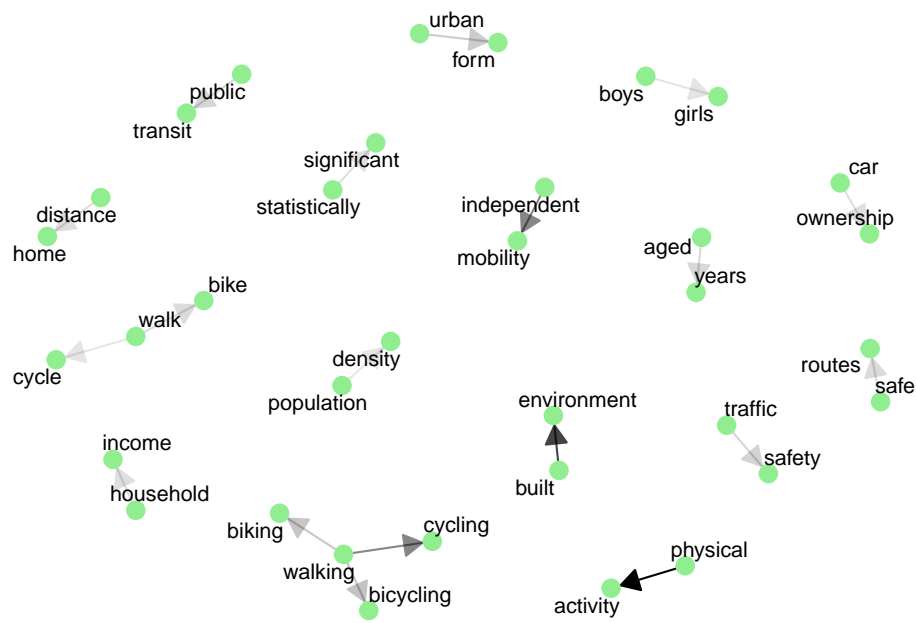 urban
form
public
transit
boys
girls
significant
statistically
car
ownership
distance
home
independent
mobility
aged
years
bike
walk
cycle
density
population
routes
safe
environment
built
traffic
safety
income
household
biking
cycling
walking
bicycling
physical
activity